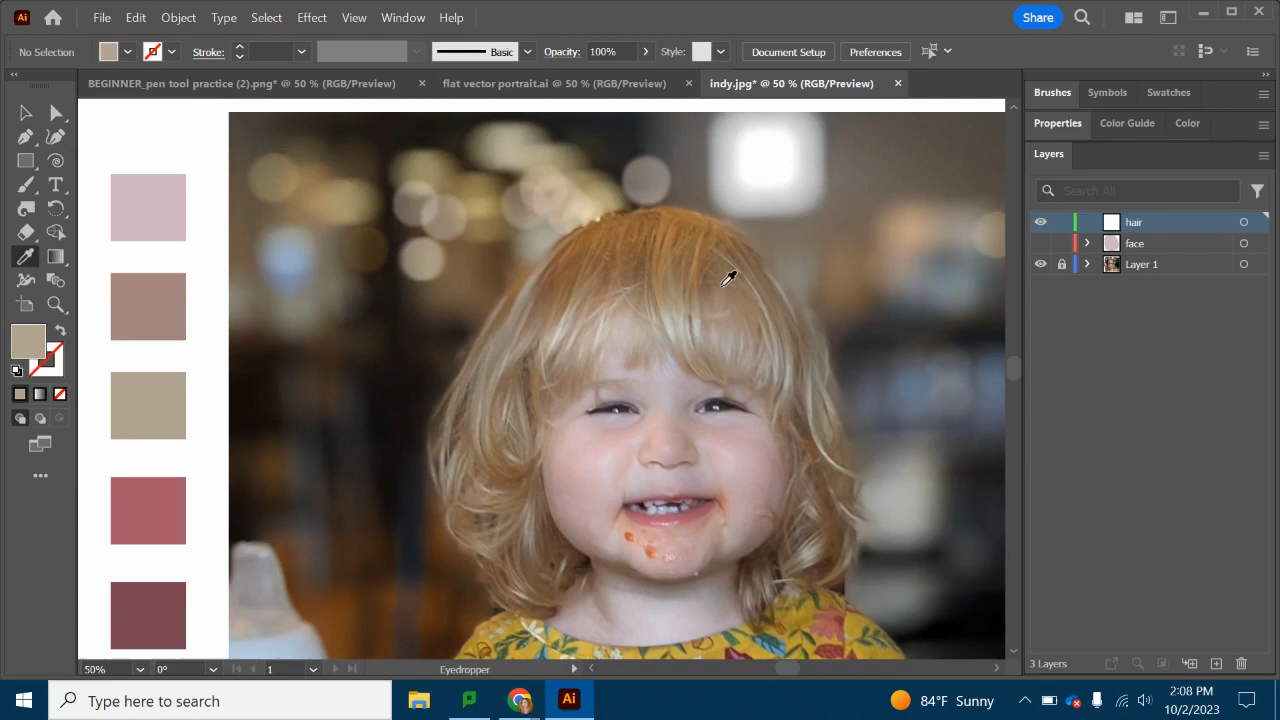 Ai File Edit Object Type Select Effect View Window Help Share
No Selection Stroke: Basic Opacity: 100% Style: Document Setup Preferences
BEGINNER_pen tool practice (2).png* @ 50 % (RGB/Preview) × flat vector portrait.ai @ 50 % (RGB/Preview) × indy.jpg* @ 50 % (RGB/Preview) ×
Brushes Symbols Swatches
Properties Color Guide Color
Layers
Search All
hair
face
Layer 1
3 Layers
50% 0° 1 Eyedropper
Type here to search Ai 84°F Sunny 2:08 PM
10/2/2023